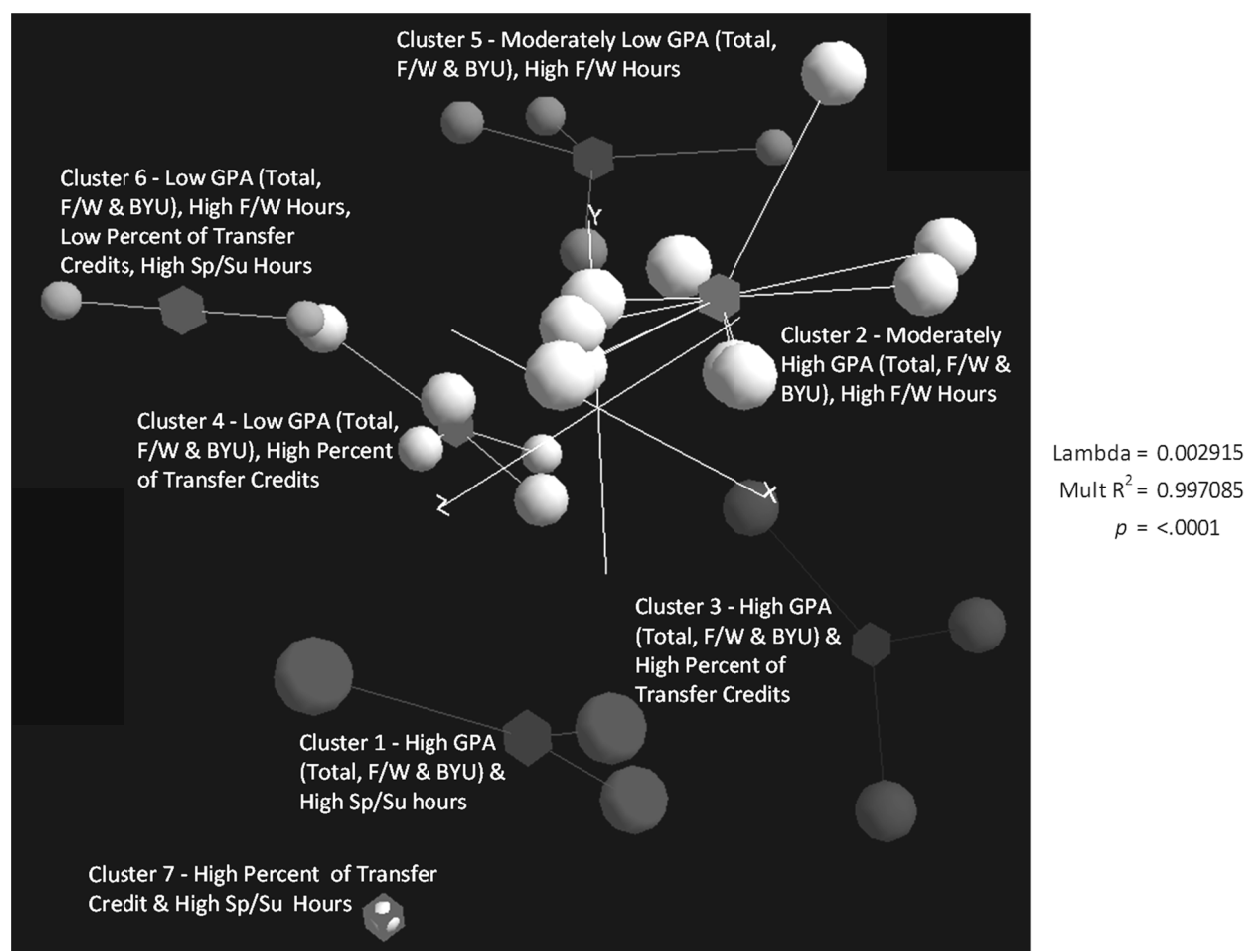 Cluster 5 - Moderately Low GPA (Total,
F/W & BYU), High F/W Hours
Cluster 6 - Low GPA (Total,
F/W & BYU), High F/W Hours,
Low Percent of Transfer
Credits, High Sp/Su Hours
Y
Cluster 2 - Moderately
High GPA (Total, F/W &
BYU), High F/W Hours
Cluster 4 - Low GPA (Total,
F/W & BYU), High Percent
of Transfer Credits
Z
X
Lambda = 0.002915
Mult R² = 0.997085
p = <.0001
Cluster 3 - High GPA
(Total, F/W & BYU) &
High Percent of
Transfer Credits
Cluster 1 - High GPA
(Total, F/W & BYU) &
High Sp/Su hours
Cluster 7 - High Percent of Transfer
Credit & High Sp/Su Hours